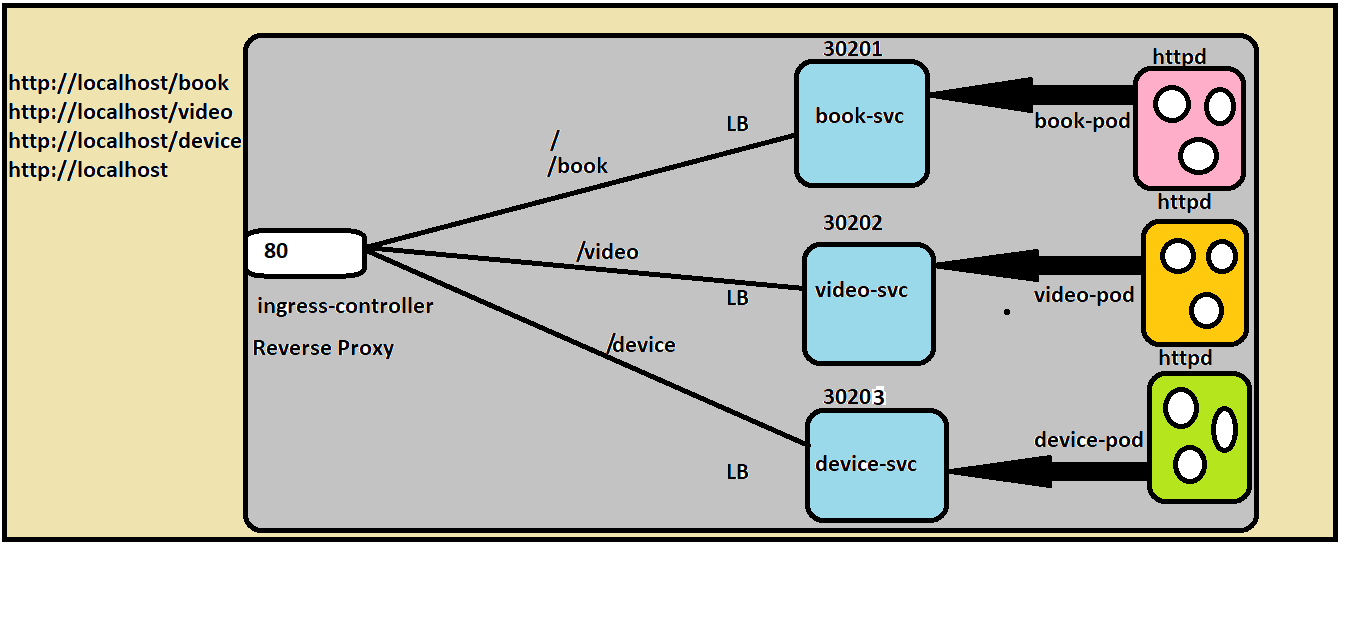 http://localhost/book
http://localhost/video
http://localhost/device
http://localhost
80
ingress-controller
Reverse Proxy
/
/book
/video
/device
LB
LB
LB
30201
book-svc
30202
video-svc
30203
device-svc
httpd
book-pod
httpd
video-pod
httpd
device-pod